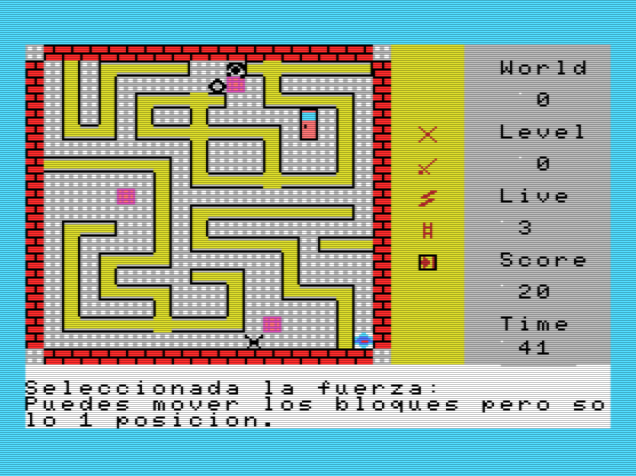 World
0
Level
0
Live
3
Score
20
Time
41
Seleccionada la fuerza:
Puedes mover los bloques pero so
lo 1 posicion.